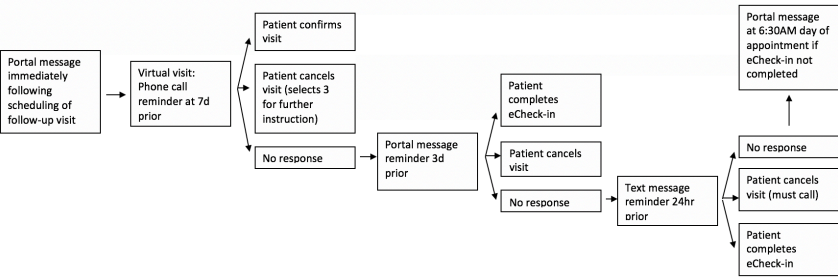 Portal message
immediately
following
scheduling of
follow-up visit
Virtual visit:
Phone call
reminder at 7d
prior
Patient confirms
visit
Patient cancels
visit (selects 3
for further
instruction)
No response
Portal message
reminder 3d
prior
Patient
completes
eCheck-in
Patient cancels
visit
No response
Text message
reminder 24hr
prior
Portal message
at 6:30AM day of
appointment if
eCheck-in not
completed
No response
Patient cancels
visit (must call)
Patient
completes
eCheck-in